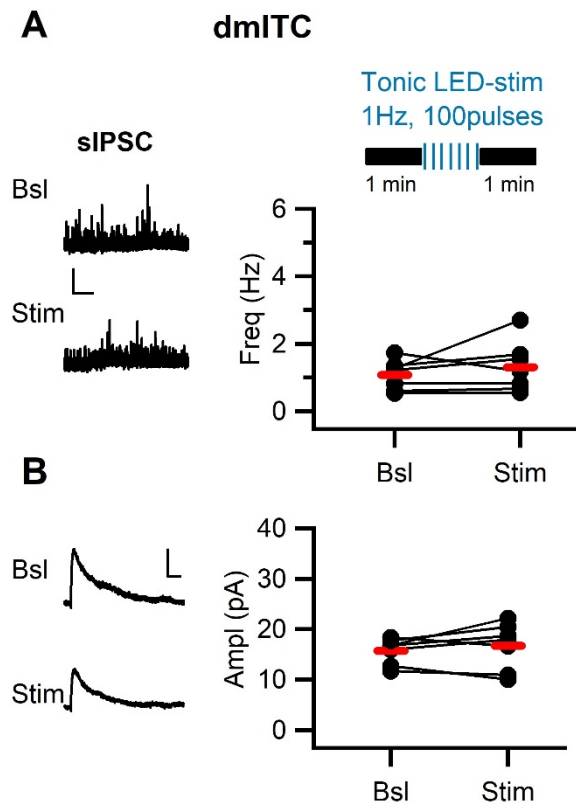 A
dmITC
Tonic LED-stim
1Hz, 100pulses
1 min
1 min
sIPSC
Bsl
Stim
Freq (Hz)
6
4
2
0
Bsl
Stim
B
Bsl
Stim
Ampl (pA)
40
30
20
10
0
Bsl
Stim